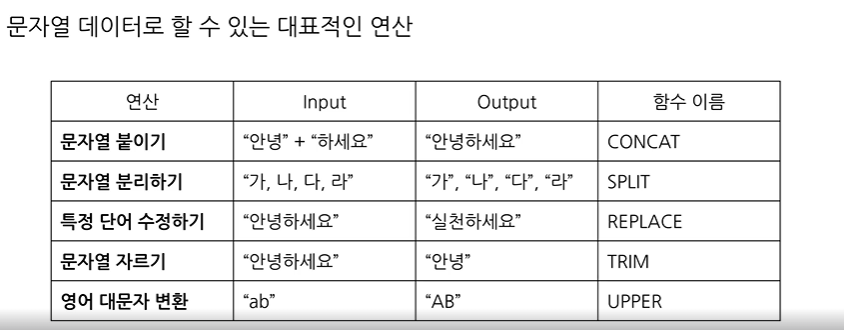 문자열 데이터로 할 수 있는 대표적인 연산
연산 Input Output 함수 이름
문자열 붙이기 “안녕” + “하세요” “안녕하세요” CONCAT
문자열 분리하기 “가, 나, 다, 라” “가”, “나”, “다”, “라” SPLIT
특정 단어 수정하기 “안녕하세요” “실천하세요” REPLACE
문자열 자르기 “안녕하세요” “안녕” TRIM
영어 대문자 변환 “ab” “AB” UPPER